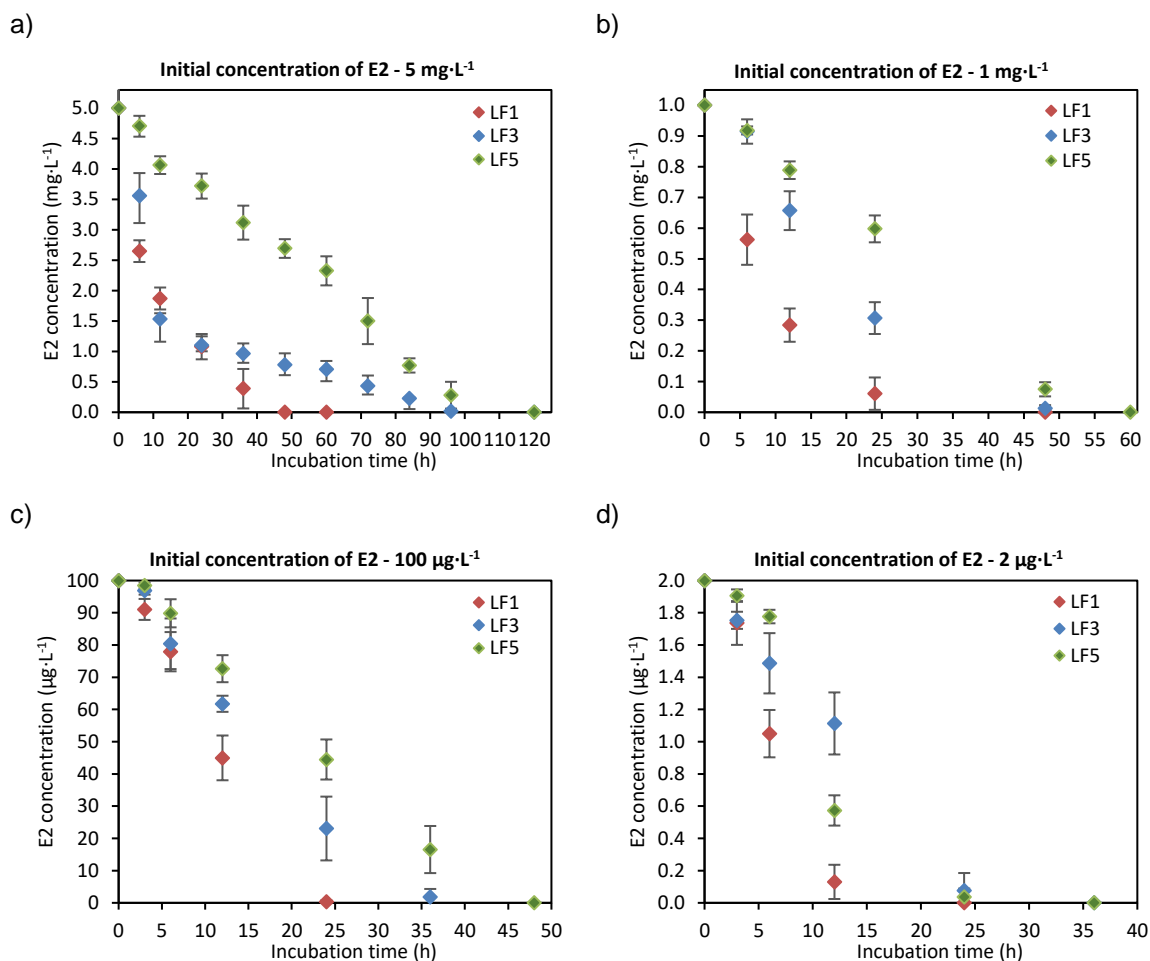 a)
Initial concentration of E2 - 5 mg·L⁻¹
E2 concentration (mg·L⁻¹)
5.0
4.5
4.0
3.5
3.0
2.5
2.0
1.5
1.0
0.5
0.0
LF1
LF3
LF5
0 10 20 30 40 50 60 70 80 90 100 110 120
Incubation time (h)
b)
Initial concentration of E2 - 1 mg·L⁻¹
E2 concentration (mg·L⁻¹)
1.0
0.9
0.8
0.7
0.6
0.5
0.4
0.3
0.2
0.1
0.0
LF1
LF3
LF5
0 5 10 15 20 25 30 35 40 45 50 55 60
Incubation time (h)
c)
Initial concentration of E2 - 100 µg·L⁻¹
E2 concentration (µg·L⁻¹)
100
90
80
70
60
50
40
30
20
10
0
LF1
LF3
LF5
0 5 10 15 20 25 30 35 40 45 50
Incubation time (h)
d)
Initial concentration of E2 - 2 µg·L⁻¹
E2 concentration (µg·L⁻¹)
2.0
1.8
1.6
1.4
1.2
1.0
0.8
0.6
0.4
0.2
0.0
LF1
LF3
LF5
0 5 10 15 20 25 30 35 40
Incubation time (h)